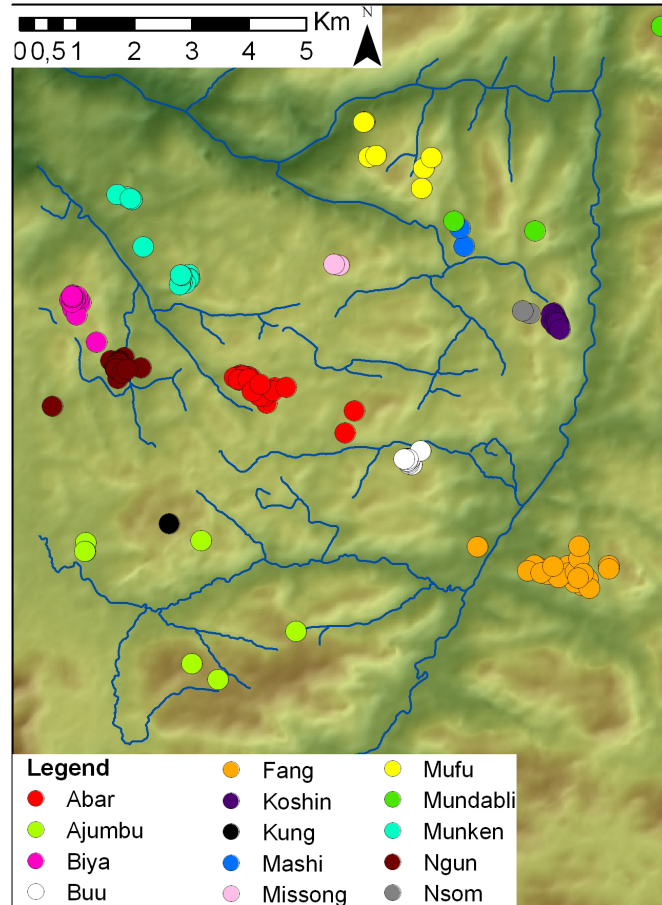 Km
N
0 0,5 1 2 3 4 5
Legend
Abar
Ajumbu
Biya
Buu
Fang
Koshin
Kung
Mashi
Missong
Mufu
Mundabli
Munken
Ngun
Nsom